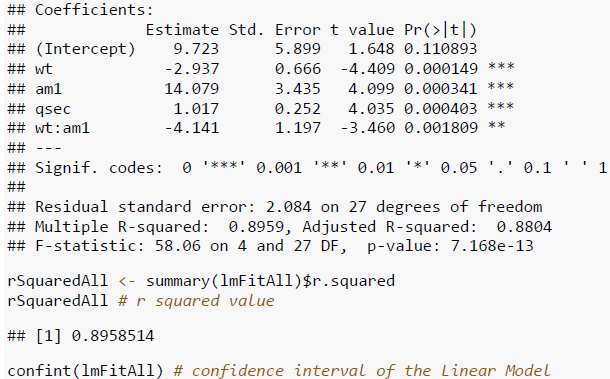 ## Coefficients:
##             Estimate Std. Error t value Pr(>|t|)
## (Intercept)    9.723      5.899   1.648 0.110893
## wt            -2.937      0.666  -4.409 0.000149 ***
## am1           14.079      3.435   4.099 0.000341 ***
## qsec           1.017      0.252   4.035 0.000403 ***
## wt:am1        -4.141      1.197  -3.460 0.001809 **
## ---
## Signif. codes:  0 '***' 0.001 '**' 0.01 '*' 0.05 '.' 0.1 ' ' 1
##
## Residual standard error: 2.084 on 27 degrees of freedom
## Multiple R-squared:  0.8959, Adjusted R-squared:  0.8804
## F-statistic: 58.06 on 4 and 27 DF,  p-value: 7.168e-13
rSquaredAll <- summary(lmFitAll)$r.squared
rSquaredAll # r squared value
## [1] 0.8958514
confint(lmFitAll) # confidence interval of the Linear Model